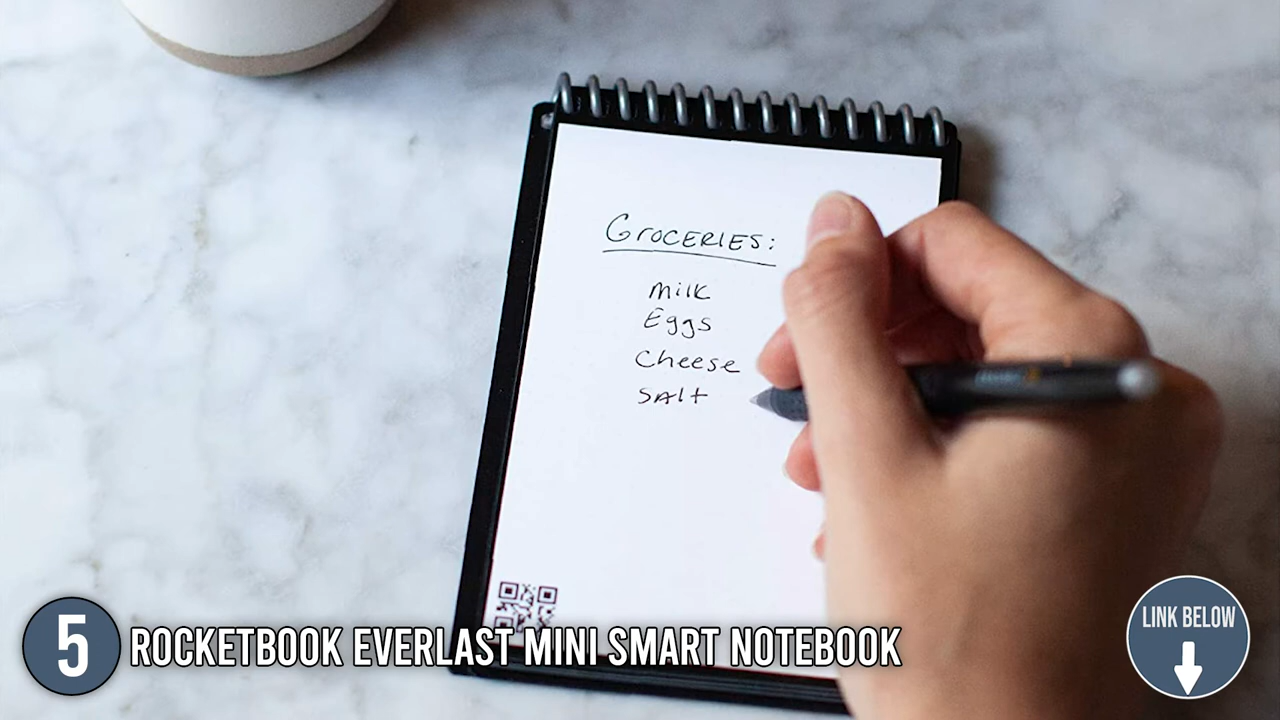 GROCERIES:
milk
Eggs
Cheese
SAlt
5
ROCKETBOOK EVERLAST MINI SMART NOTEBOOK
LINK BELOW